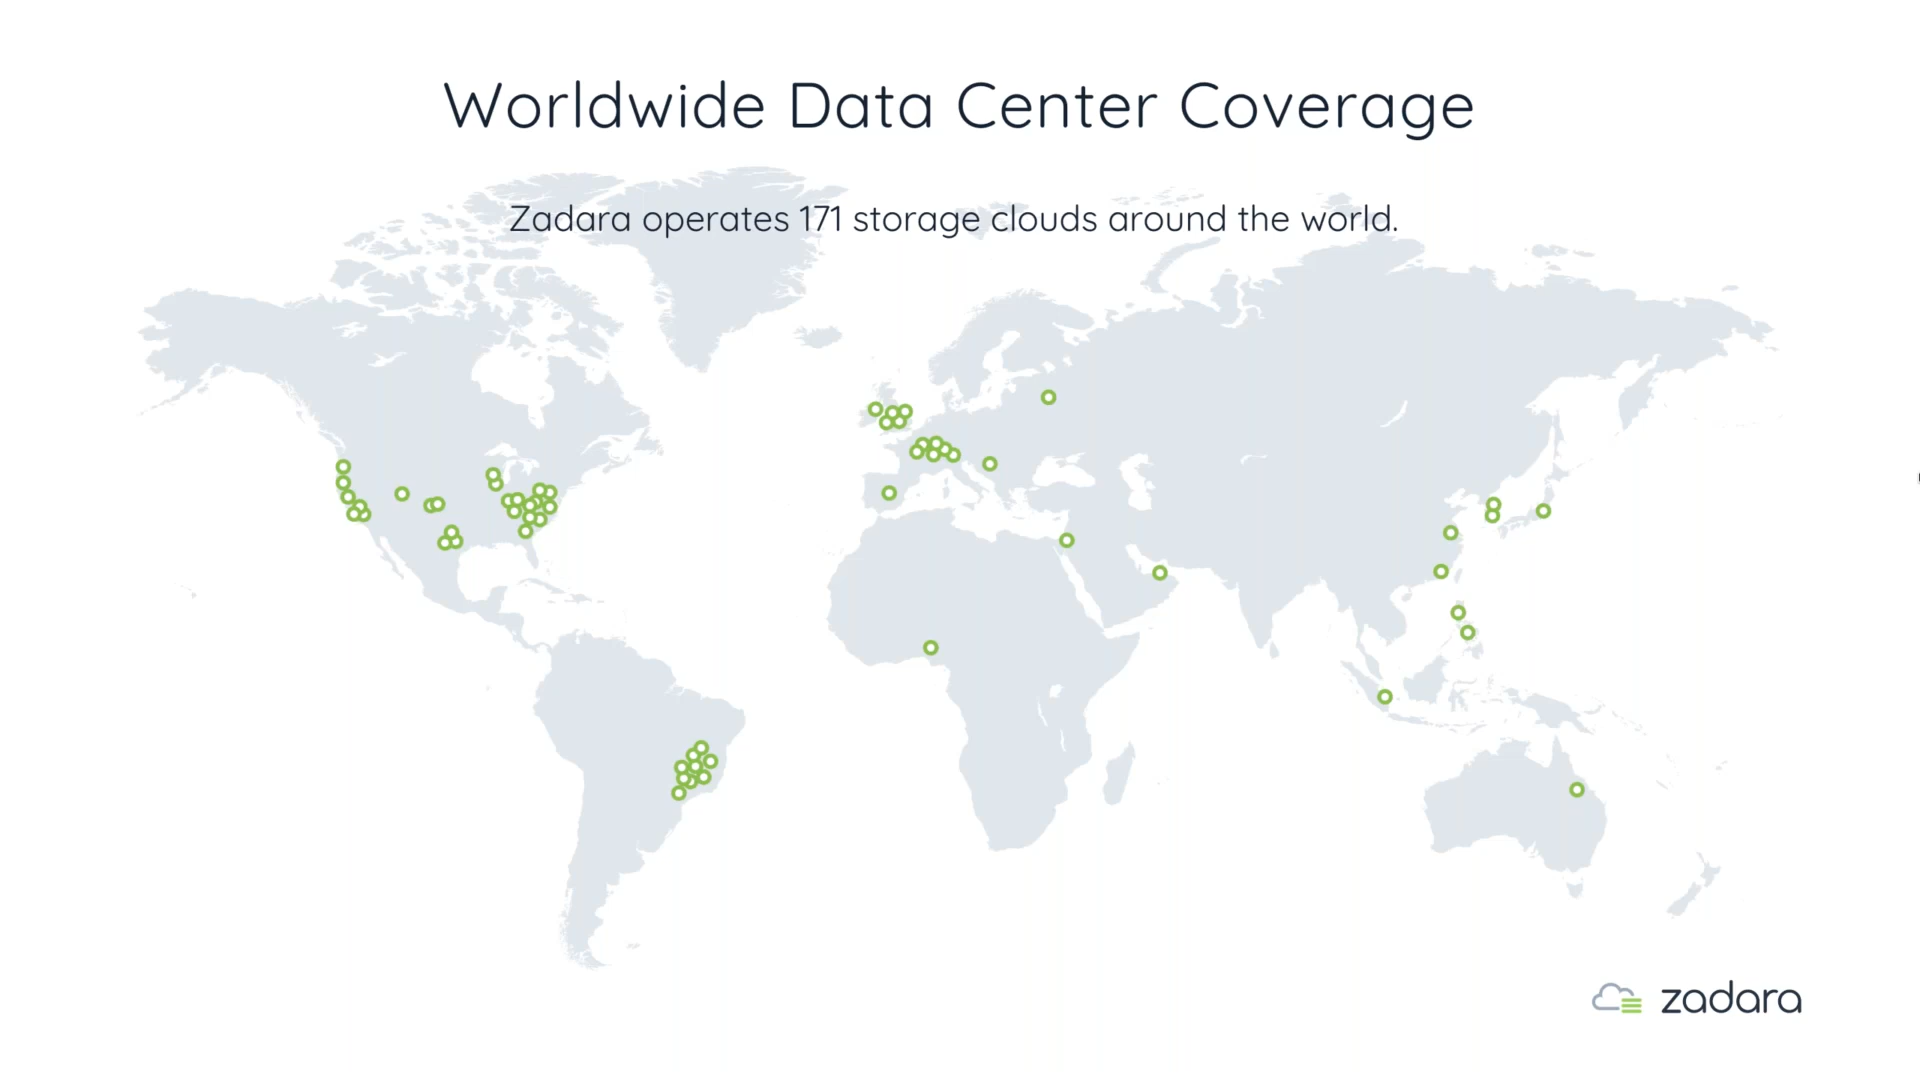 Worldwide Data Center Coverage
Zadara operates 171 storage clouds around the world.
zadara